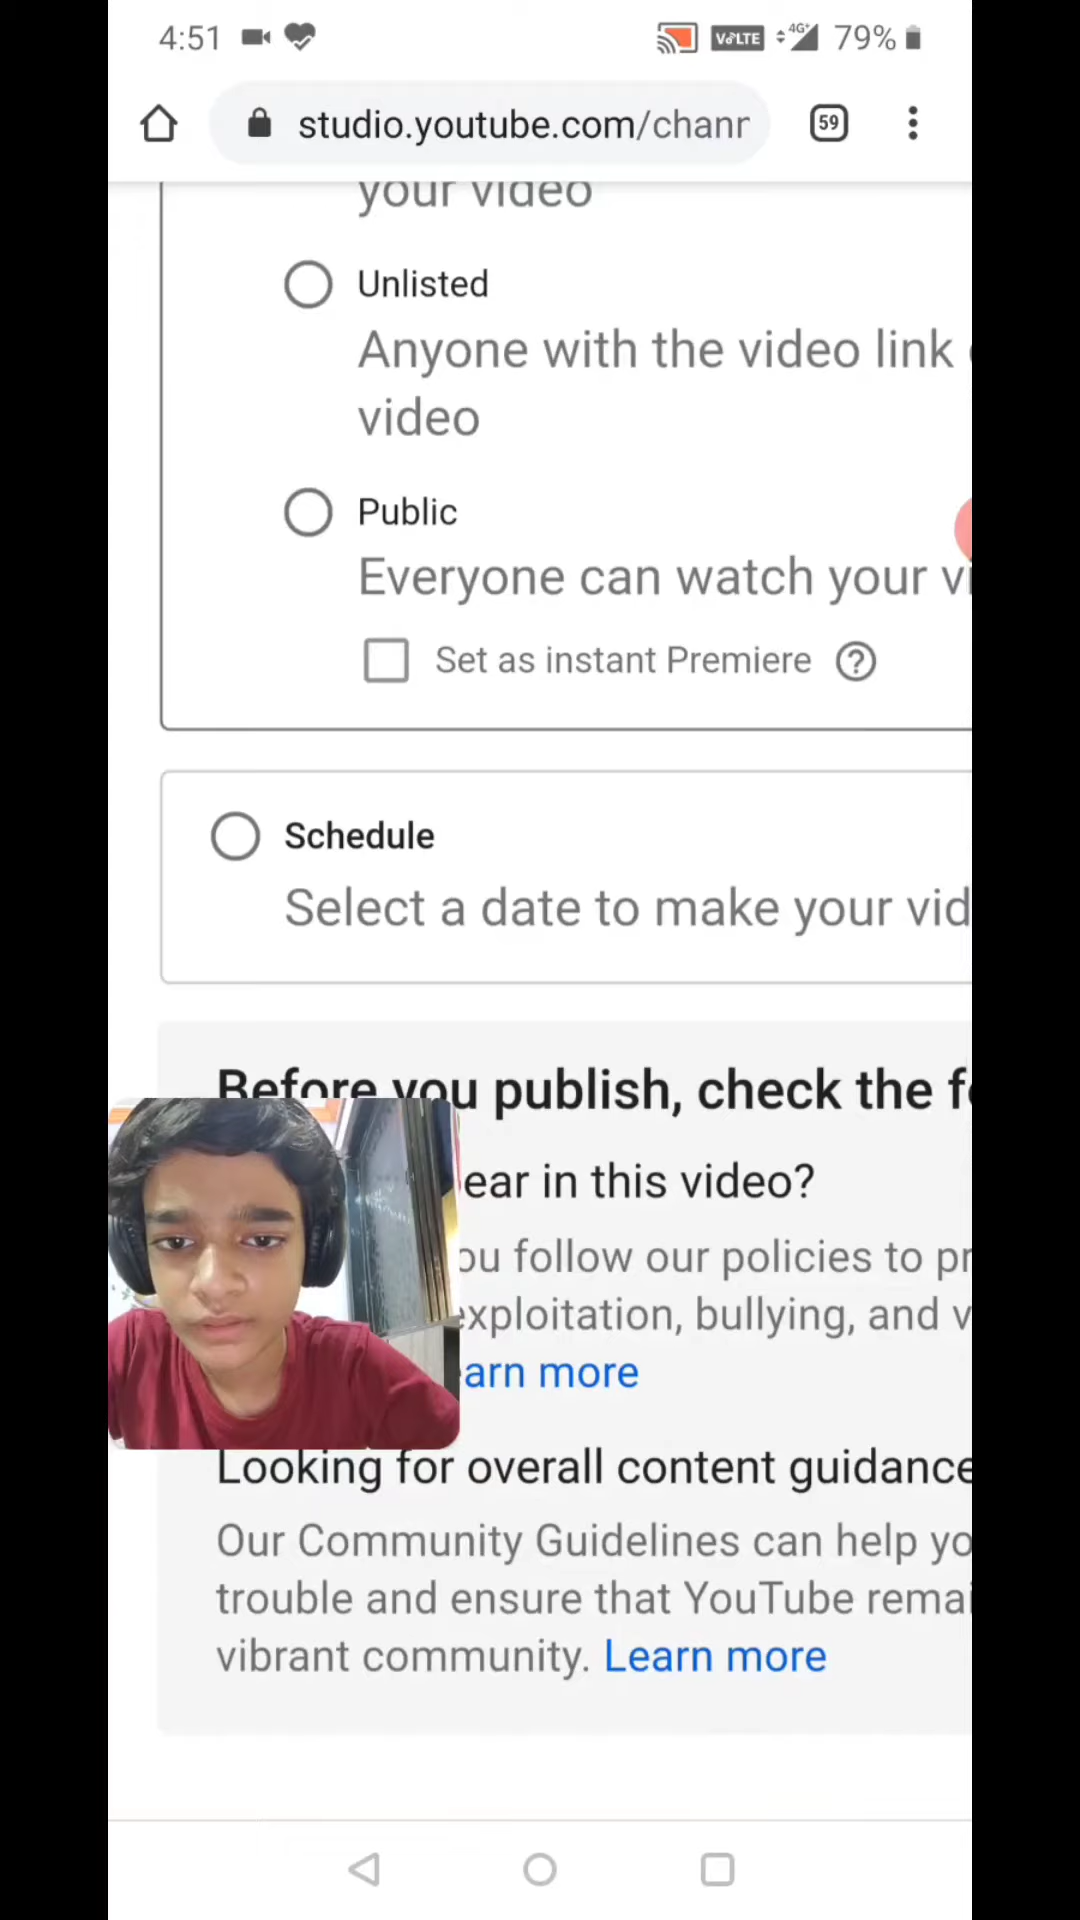 4:51 VoLTE 4G+ 79%
studio.youtube.com/chanr 59
your video
Unlisted
Anyone with the video link
video
Public
Everyone can watch your vi
Set as instant Premiere ?
Schedule
Select a date to make your vid
Before you publish, check the f
ear in this video?
ou follow our policies to pr
exploitation, bullying, and v
arn more
Looking for overall content guidance
Our Community Guidelines can help yo
trouble and ensure that YouTube remai
vibrant community. Learn more